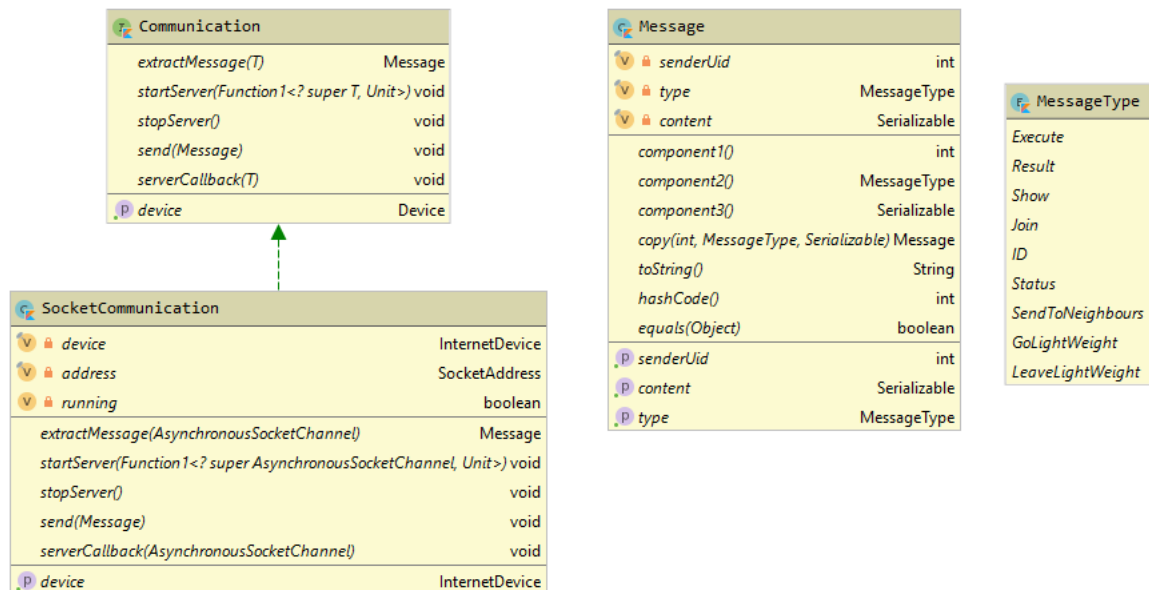 Communication
extractMessage(T) Message
startServer(Function1<? super T, Unit>) void
stopServer() void
send(Message) void
serverCallback(T) void
device Device
SocketCommunication
device InternetDevice
address SocketAddress
running boolean
extractMessage(AsynchronousSocketChannel) Message
startServer(Function1<? super AsynchronousSocketChannel, Unit>) void
stopServer() void
send(Message) void
serverCallback(AsynchronousSocketChannel) void
device InternetDevice
Message
senderUid int
type MessageType
content Serializable
component1() int
component2() MessageType
component3() Serializable
copy(int, MessageType, Serializable) Message
toString() String
hashCode() int
equals(Object) boolean
senderUid int
content Serializable
type MessageType
MessageType
Execute
Result
Show
Join
ID
Status
SendToNeighbours
GoLightWeight
LeaveLightWeight